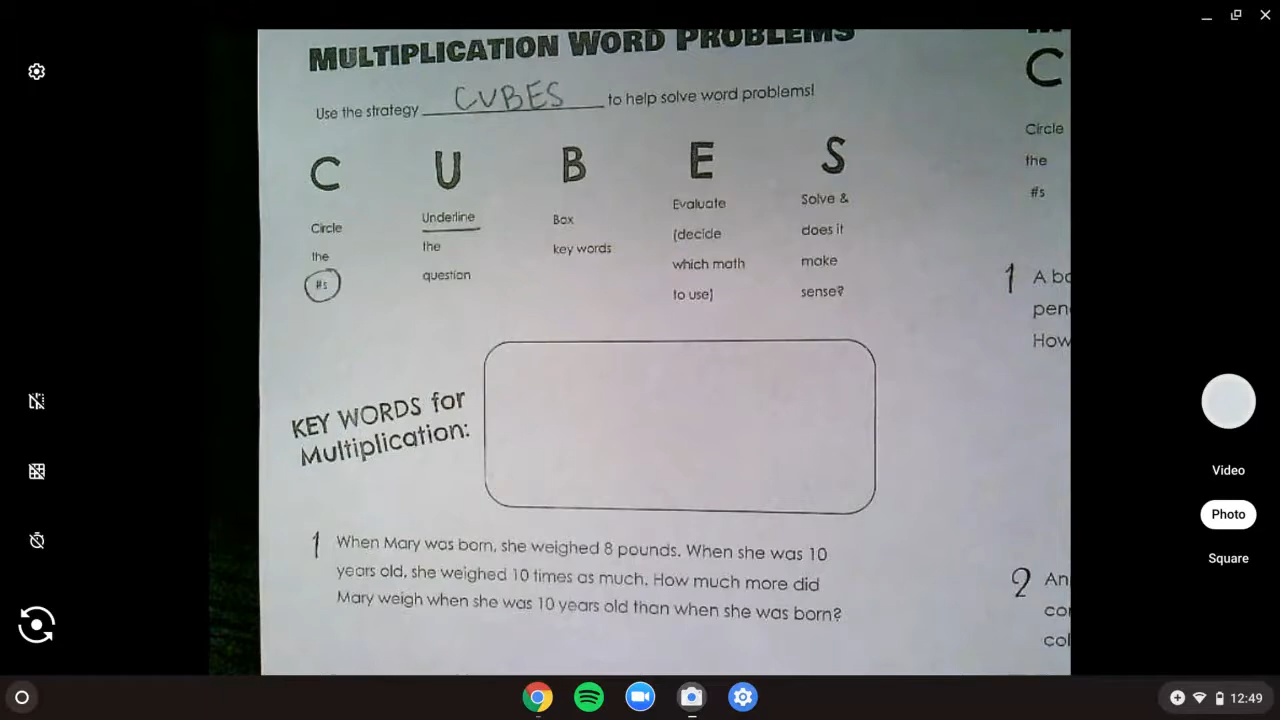 MULTIPLICATION WORD PROBLEMS
Use the strategy CUBES to help solve word problems!
C U B E S
Circle
the
#s
Underline
the
question
Box
key words
Evaluate
(decide
which math
to use)
Solve &
does it
make
sense?
KEY WORDS for
Multiplication:
1 When Mary was born, she weighed 8 pounds. When she was 10
years old, she weighed 10 times as much. How much more did
Mary weigh when she was 10 years old than when she was born?
C
Circle
the
#s
1 A
How
2 An
Video
Photo
Square
12:49